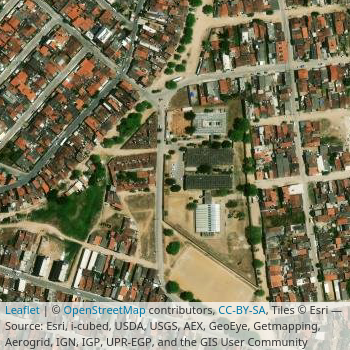 Leaflet | © OpenStreetMap contributors, CC-BY-SA, Tiles © Esri —
Source: Esri, i-cubed, USDA, USGS, AEX, GeoEye, Getmapping,
Aerogrid, IGN, IGP, UPR-EGP, and the GIS User Community